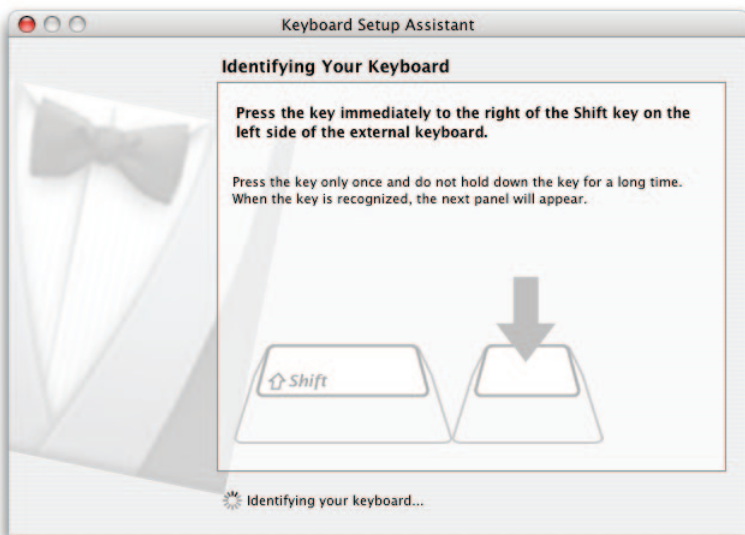 Keyboard Setup Assistant
Identifying Your Keyboard
Press the key immediately to the right of the Shift key on the
left side of the external keyboard.
Press the key only once and do not hold down the key for a long time.
When the key is recognized, the next panel will appear.
Shift
Identifying your keyboard...